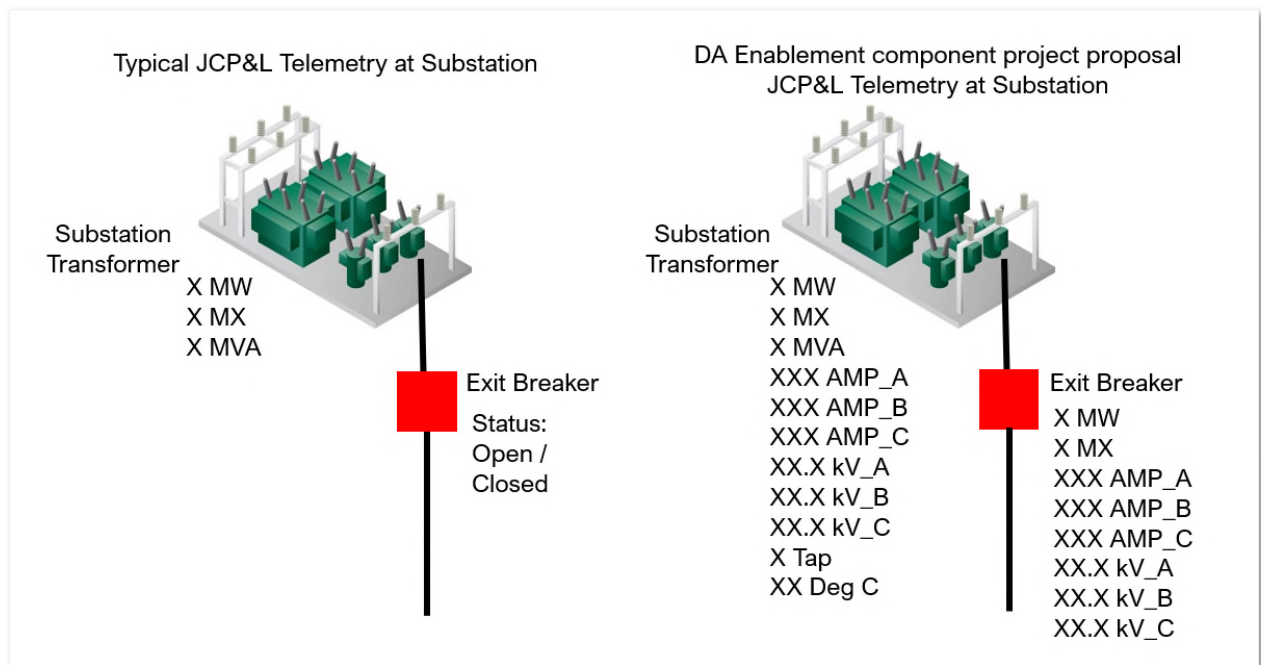 Typical JCP&L Telemetry at Substation
Substation
Transformer
X MW
X MX
X MVA
Exit Breaker
Status:
Open /
Closed
DA Enablement component project proposal
JCP&L Telemetry at Substation
Substation
Transformer
X MW
X MX
X MVA
XXX AMP_A
XXX AMP_B
XXX AMP_C
XX.X kV_A
XX.X kV_B
XX.X kV_C
X Tap
XX Deg C
Exit Breaker
X MW
X MX
XXX AMP_A
XXX AMP_B
XXX AMP_C
XX.X kV_A
XX.X kV_B
XX.X kV_C